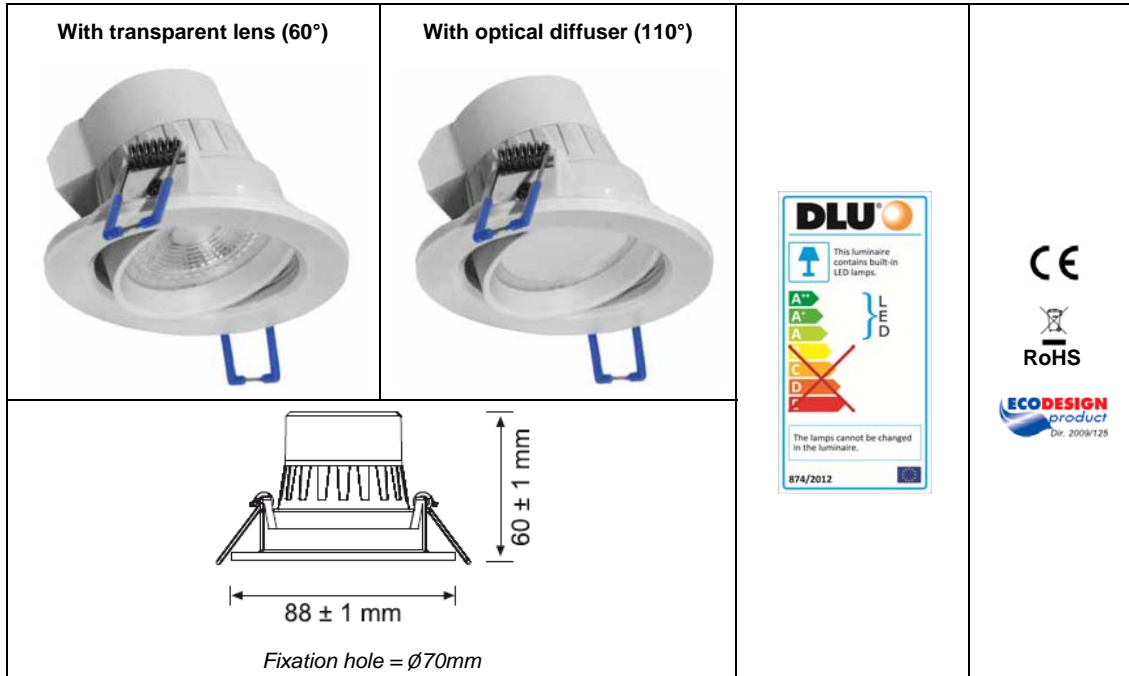 With transparent lens (60°)
With optical diffuser (110°)
DLU®
This luminaire
contains built-in
LED lamps.
A++
A+
A
C
D
L
E
D
The lamps cannot be changed
in the luminaire.
874/2012
CE
RoHS
ECODESIGN
product
Dir. 2009/125
60 ± 1 mm
88 ± 1 mm
Fixation hole = Ø70mm